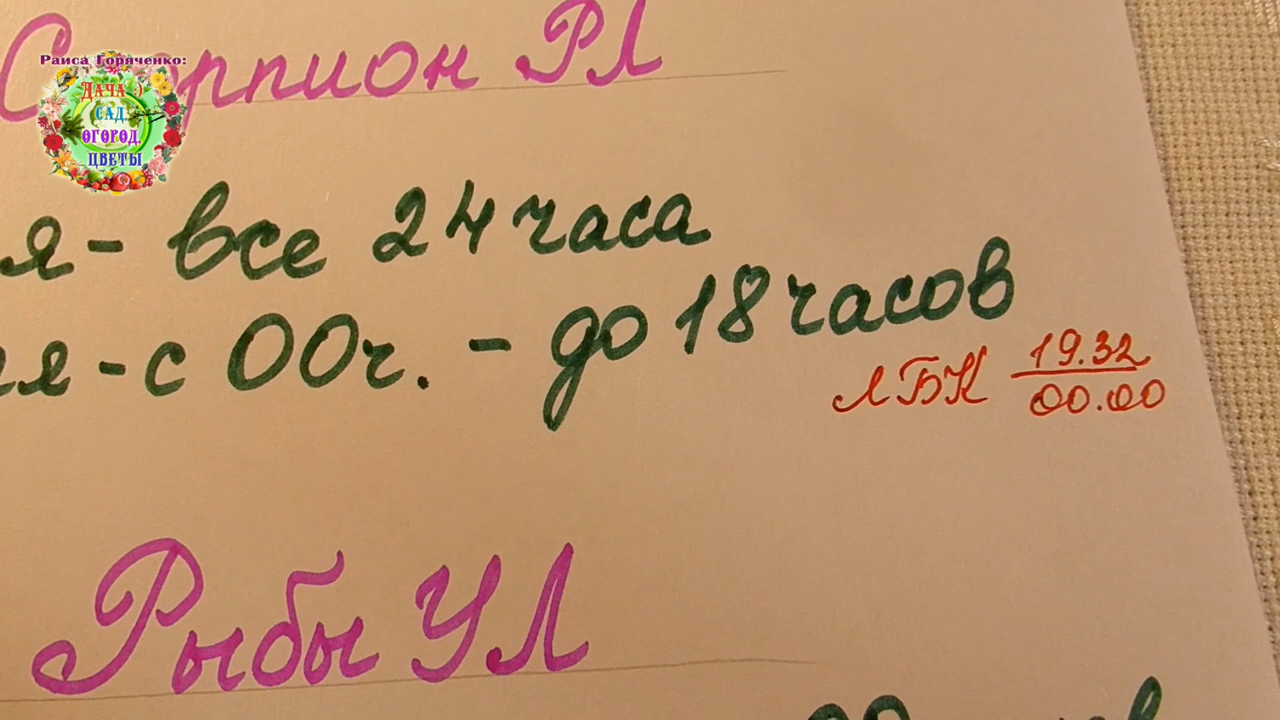 Скорпион РЛ
Раиса Горяченко:
ДАЧА
САД,
ОГОРОД,
ЦВЕТЫ
я - все 24 часа
ля - с 00ч. - до 18 часов
ЛБК 19.32
00.00
Рыбы УЛ